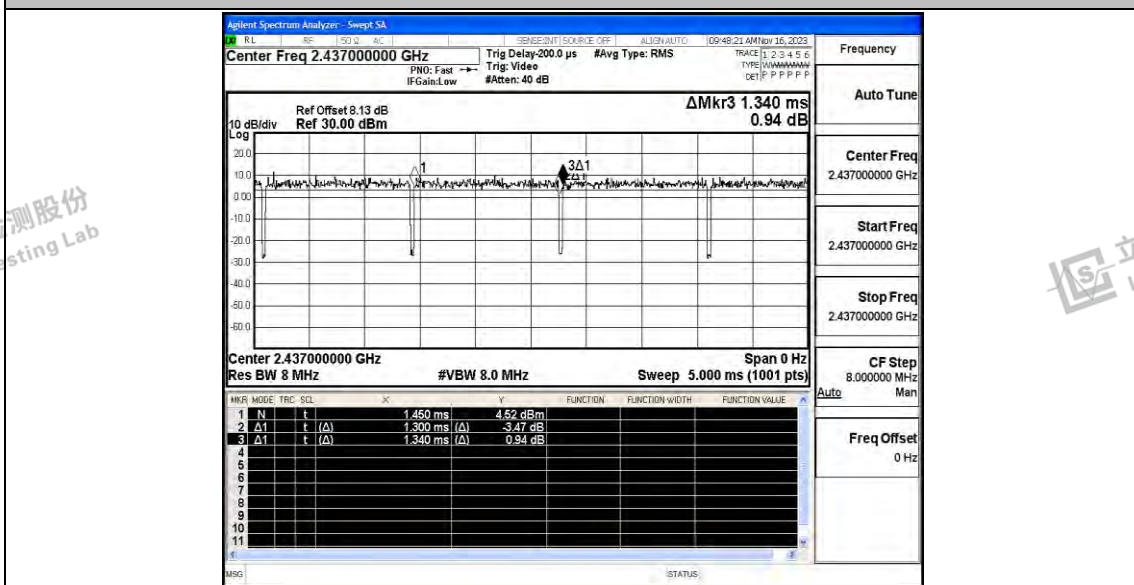 Agilent Spectrum Analyzer - Swept SA
RL RF 50 Ω AC SENSE:INT SOURCE OFF ALIGN AUTO 09:48:21 AM Nov 16, 2023
Center Freq 2.437000000 GHz
PNO: Fast
IFGain:Low
Trig Delay-200.0 µs
Trig: Video
#Atten: 40 dB
#Avg Type: RMS
TRACE 1 2 3 4 5 6
TYPE
DET P P P P P P
Frequency
Auto Tune
Center Freq
2.437000000 GHz
Start Freq
2.437000000 GHz
Stop Freq
2.437000000 GHz
CF Step
8.000000 MHz
Auto Man
Freq Offset
0 Hz
ΔMkr3 1.340 ms
0.94 dB
Ref Offset 8.13 dB
10 dB/div Ref 30.00 dBm
Log
20.0
10.0
0.00
-10.0
-20.0
-30.0
-40.0
-50.0
-60.0
1
3Δ1
Center 2.437000000 GHz Span 0 Hz
Res BW 8 MHz #VBW 8.0 MHz Sweep 5.000 ms (1001 pts)
MKR MODE TRC SCL X Y FUNCTION FUNCTION WIDTH FUNCTION VALUE
1 N t 1.450 ms 4.52 dBm
2 Δ1 t (Δ) 1.300 ms (Δ) -3.47 dB
3 Δ1 t (Δ) 1.340 ms (Δ) 0.94 dB
4
5
6
7
8
9
10
11
MSG STATUS
测股份
sting Lab
立